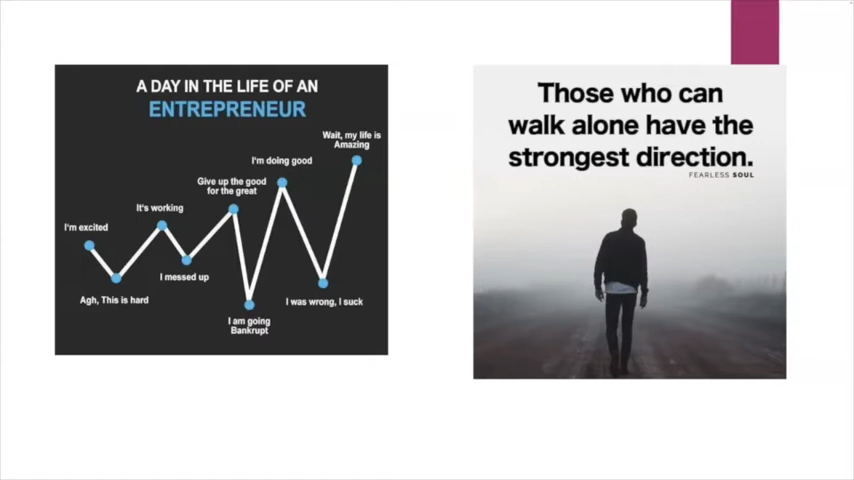 A DAY IN THE LIFE OF AN
ENTREPRENEUR
Wait, my life is
Amazing
I'm doing good
Give up the good
for the great
It's working
I'm excited
I messed up
Agh, This is hard
I was wrong, I suck
I am going
Bankrupt
Those who can
walk alone have the
strongest direction.
FEARLESS SOUL